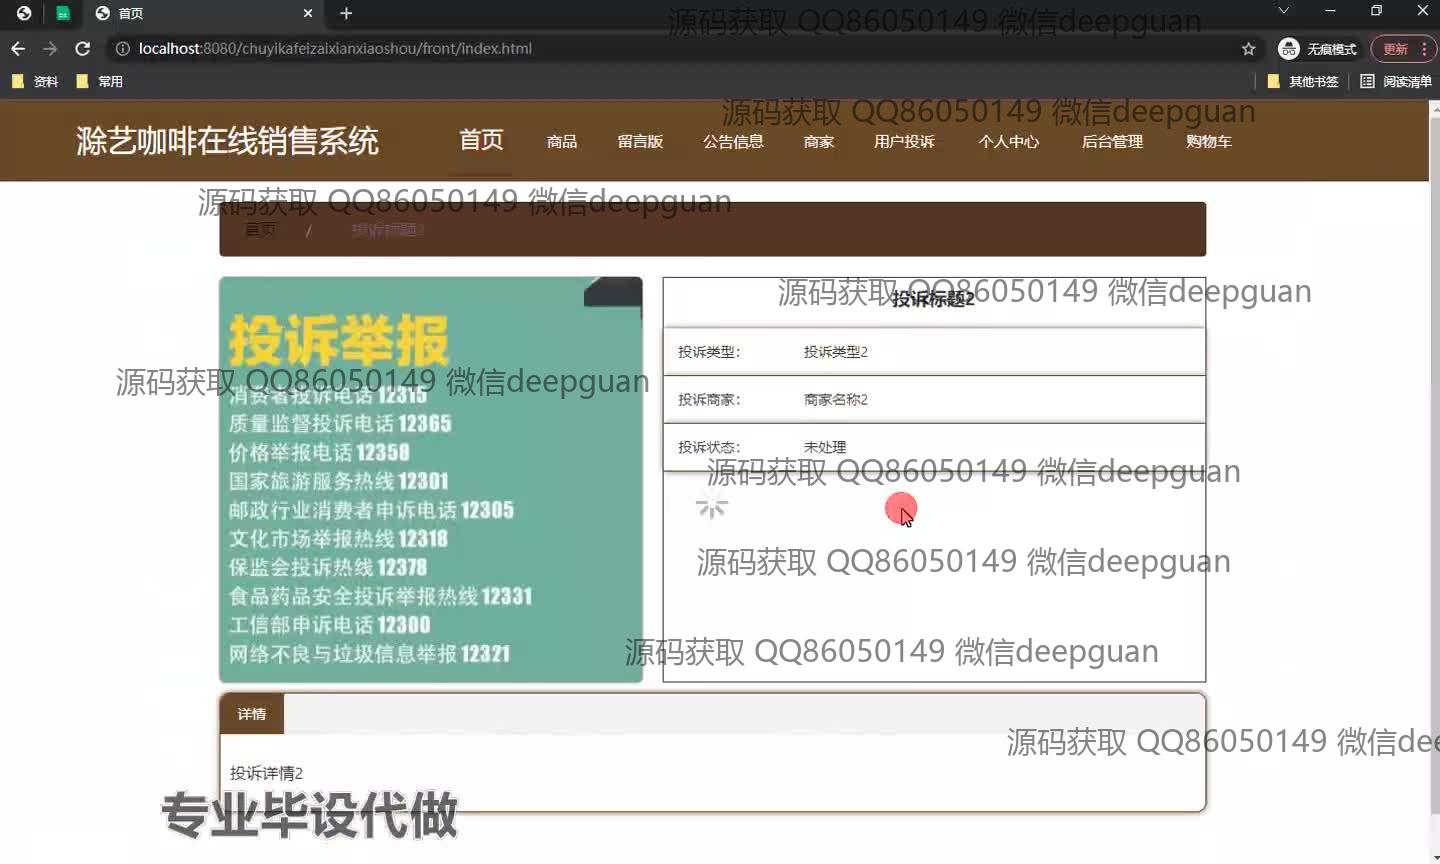 首页
源码获取 QQ86050149 微信deepguan
localhost:8080/chuyikafeizaixianxiaoshou/front/index.html
无痕模式
更新
资料
常用
其他书签
阅读清单
源码获取 QQ86050149 微信deepguan
滁艺咖啡在线销售系统
首页
商品
留言版
公告信息
商家
用户投诉
个人中心
后台管理
购物车
源码获取 QQ86050149 微信deepguan
首页 / 投诉标题2
源码获取 QQ86050149 微信deepguan
投诉标题2
投诉举报
投诉类型： 投诉类型2
源码获取 QQ86050149 微信deepguan
消费者投诉电话 12315
投诉商家： 商家名称2
质量监督投诉电话 12365
价格举报电话 12358
投诉状态： 未处理
源码获取 QQ86050149 微信deepguan
国家旅游服务热线 12301
邮政行业消费者申诉电话 12305
文化市场举报热线 12318
源码获取 QQ86050149 微信deepguan
保监会投诉热线 12378
食品药品安全投诉举报热线 12331
工信部申诉电话 12300
网络不良与垃圾信息举报 12321
源码获取 QQ86050149 微信deepguan
详情
源码获取 QQ86050149 微信dee
投诉详情2
专业毕设代做